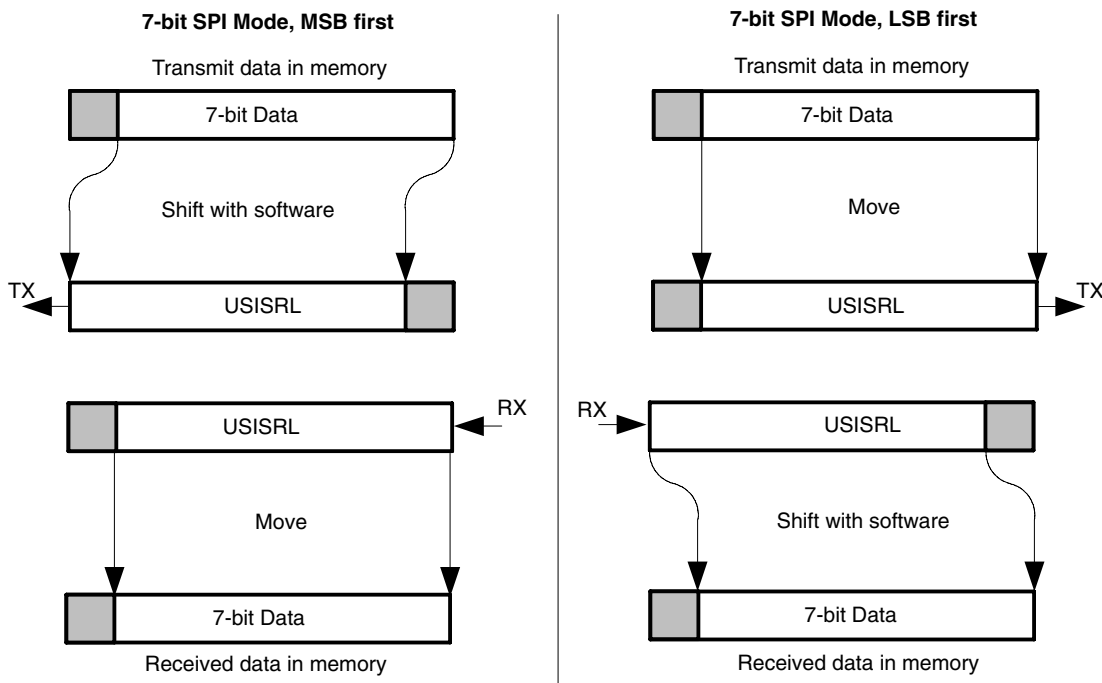 7-bit SPI Mode, MSB first
Transmit data in memory
7-bit Data
Shift with software
TX
USISRL
USISRL
RX
Move
7-bit Data
Received data in memory
7-bit SPI Mode, LSB first
Transmit data in memory
7-bit Data
Move
USISRL
TX
RX
USISRL
Shift with software
7-bit Data
Received data in memory